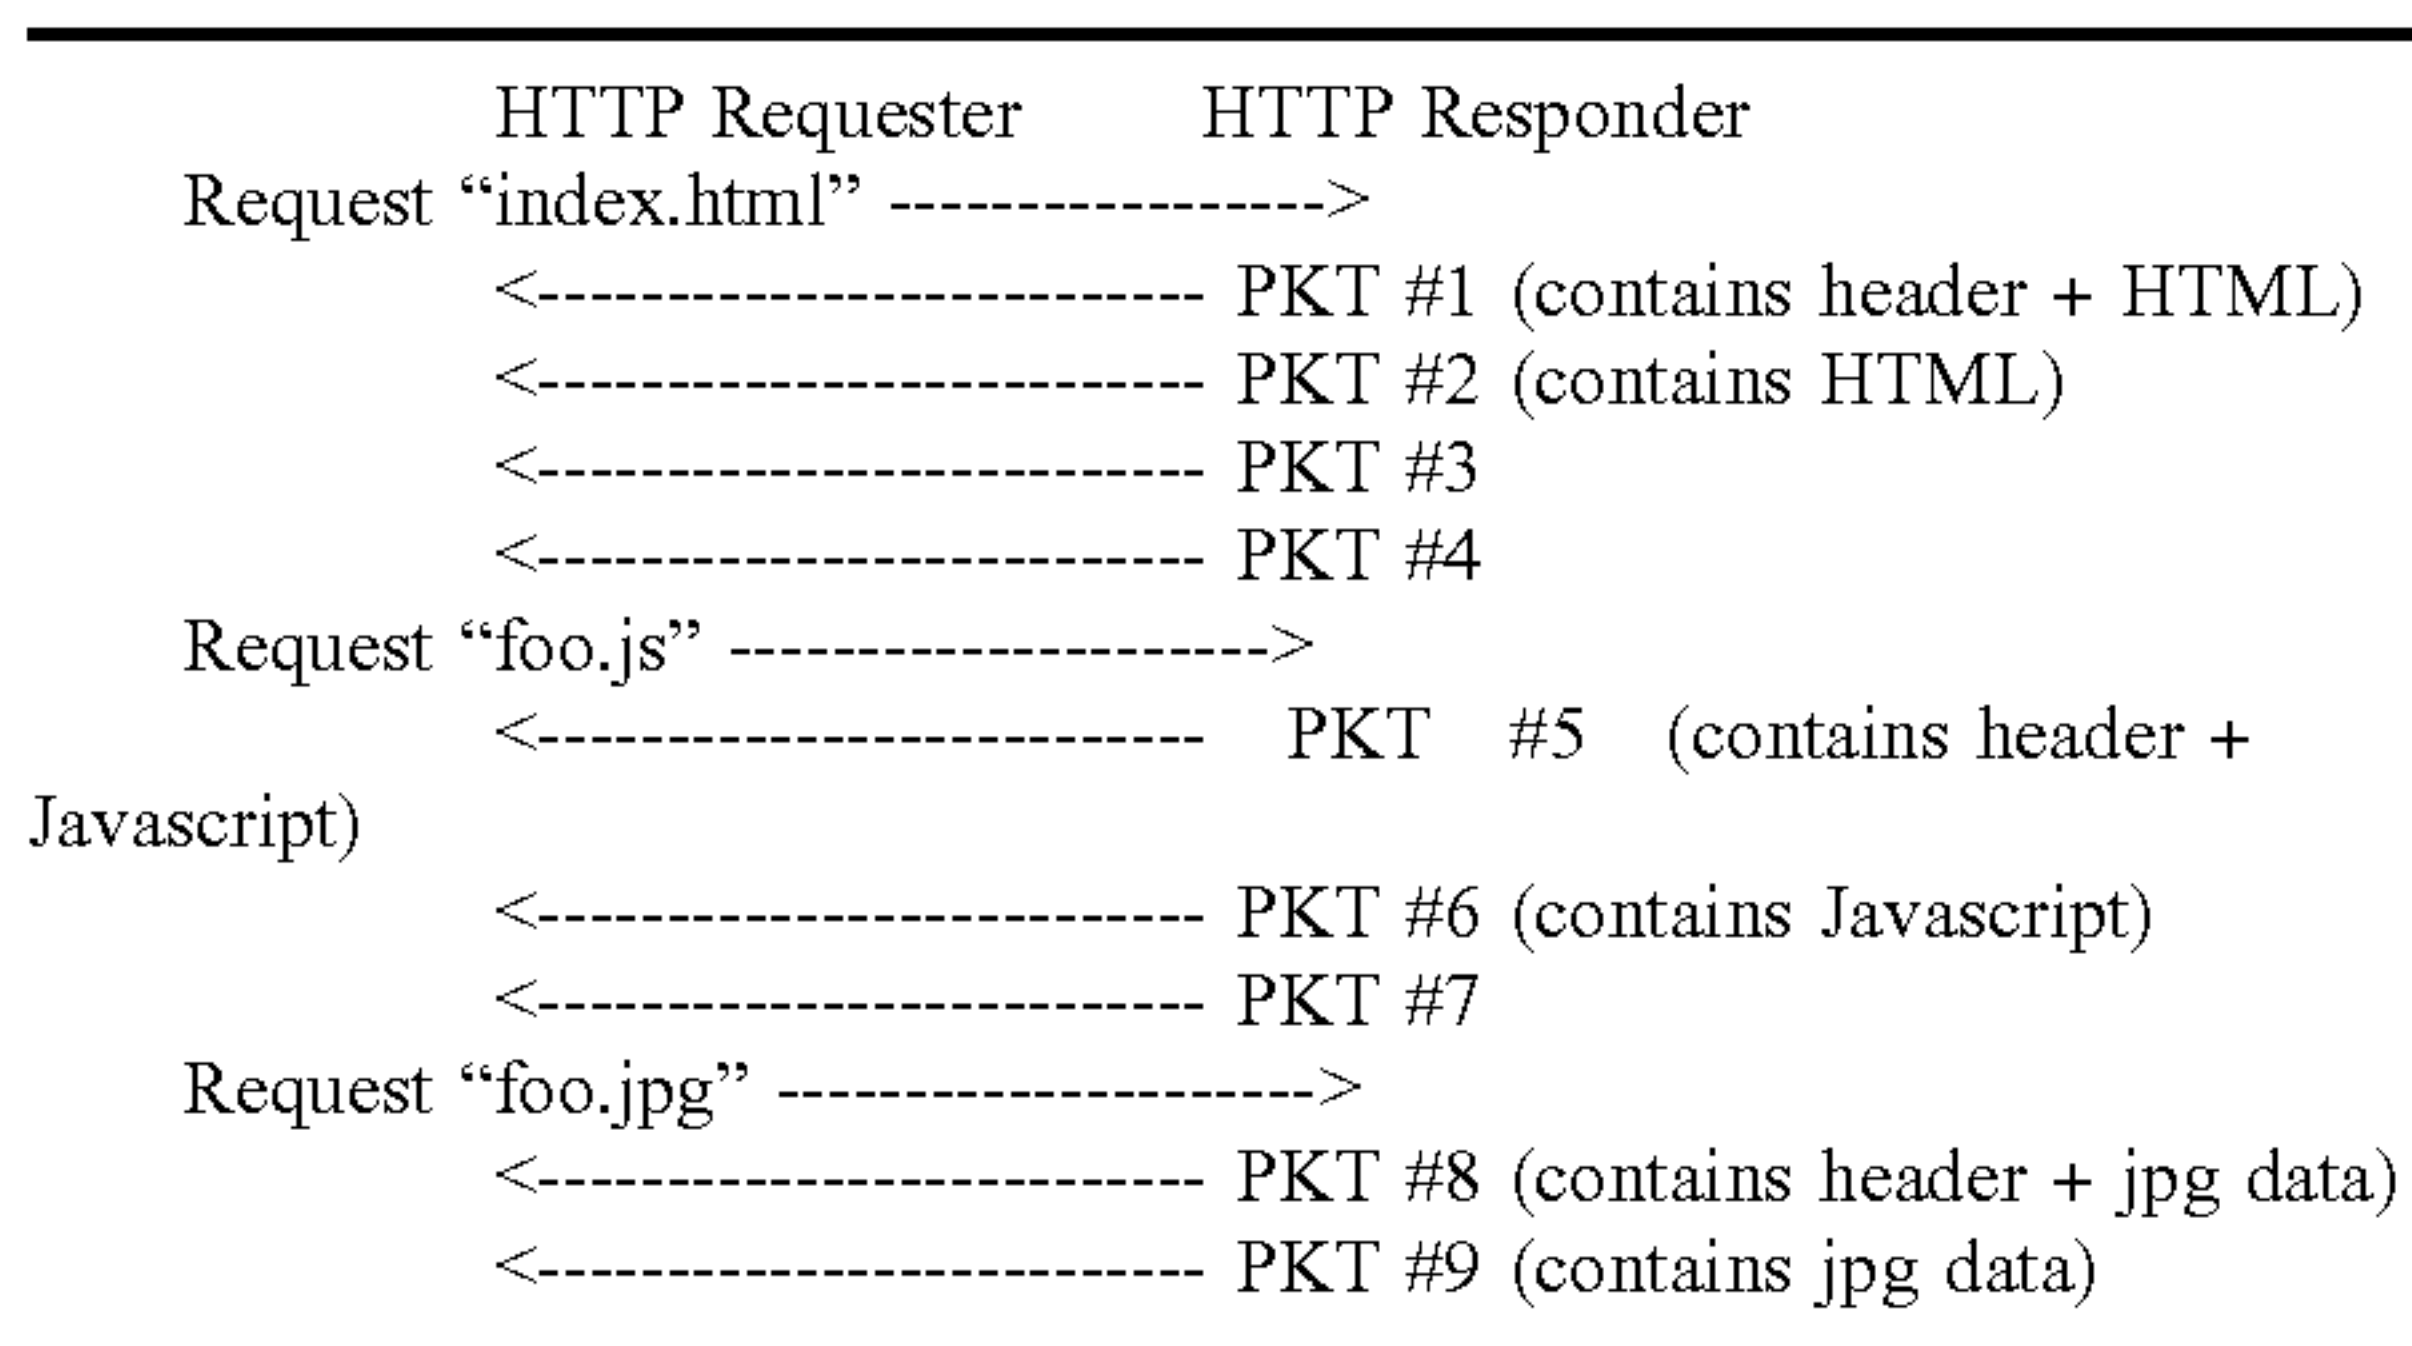 HTTP Requester HTTP Responder
Request “index.html” ----------------->
<-------------------------- PKT #1 (contains header + HTML)
<-------------------------- PKT #2 (contains HTML)
<-------------------------- PKT #3
<-------------------------- PKT #4
Request “foo.js” --------------------->
<-------------------------- PKT #5 (contains header +
Javascript)
<-------------------------- PKT #6 (contains Javascript)
<-------------------------- PKT #7
Request “foo.jpg” --------------------->
<-------------------------- PKT #8 (contains header + jpg data)
<-------------------------- PKT #9 (contains jpg data)